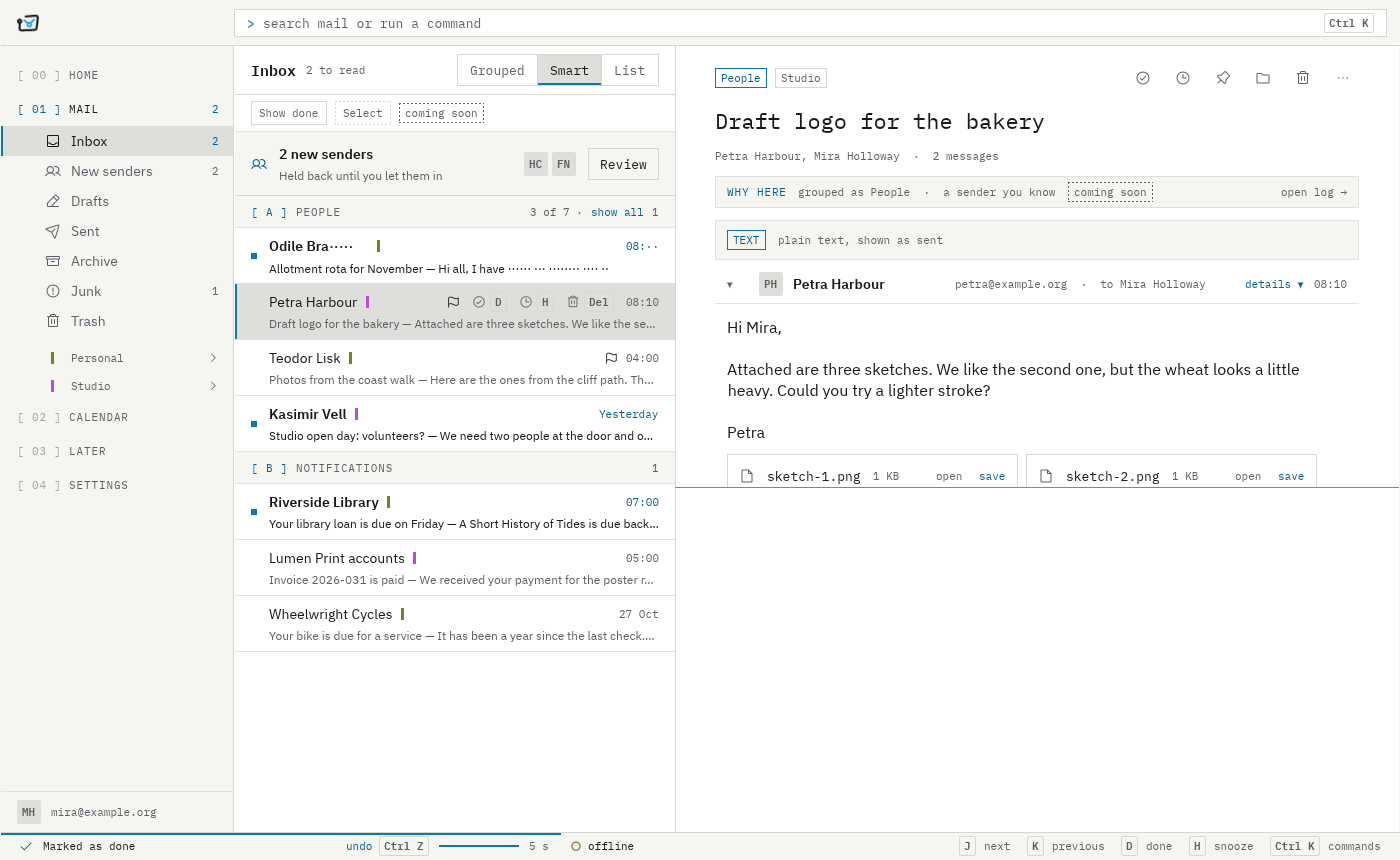 > search mail or run a command Ctrl K
[ 00 ] HOME
[ 01 ] MAIL 2
Inbox 2
New senders 2
Drafts
Sent
Archive
Junk 1
Trash
Personal
Studio
[ 02 ] CALENDAR
[ 03 ] LATER
[ 04 ] SETTINGS
MH mira@example.org
Inbox 2 to read Grouped Smart List
Show done Select coming soon
2 new senders
Held back until you let them in
HC FN Review
[ A ] PEOPLE 3 of 7 · show all 1
Odile Bra····· 08:··
Allotment rota for November — Hi all, I have ······ ··· ········ ···· ··
Petra Harbour D H Del 08:10
Draft logo for the bakery — Attached are three sketches. We like the se…
Teodor Lisk 04:00
Photos from the coast walk — Here are the ones from the cliff path. Th…
Kasimir Vell Yesterday
Studio open day: volunteers? — We need two people at the door and o…
[ B ] NOTIFICATIONS 1
Riverside Library 07:00
Your library loan is due on Friday — A Short History of Tides is due back…
Lumen Print accounts 05:00
Invoice 2026-031 is paid — We received your payment for the poster r…
Wheelwright Cycles 27 Oct
Your bike is due for a service — It has been a year since the last check.…
People Studio ···
Draft logo for the bakery
Petra Harbour, Mira Holloway · 2 messages
WHY HERE grouped as People · a sender you know coming soon open log →
TEXT plain text, shown as sent
▾ PH Petra Harbour petra@example.org · to Mira Holloway details ▾ 08:10
Hi Mira,
Attached are three sketches. We like the second one, but the wheat looks a little
heavy. Could you try a lighter stroke?
Petra
sketch-1.png 1 KB open save
sketch-2.png 1 KB open save
Marked as done undo Ctrl Z 5 s offline
J next K previous D done H snooze Ctrl K commands